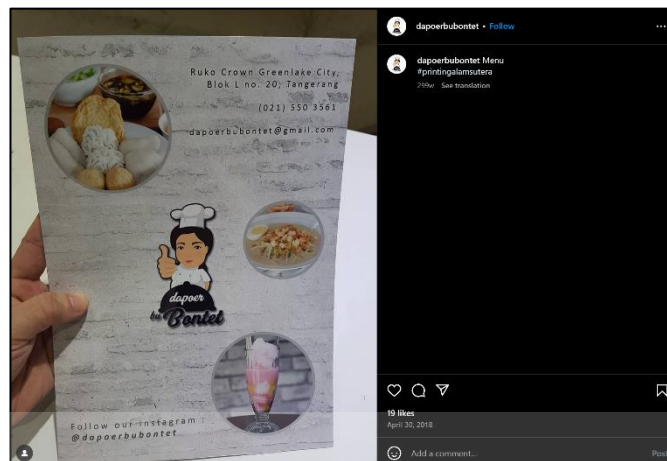 Ruko Crown Greenlake City,
Blok L no. 20; Tangerang
(021) 550 3561
dapoerbubontet@gmail.com
dapoer
bu Bontet
Follow our instagram :
@dapoerbubontet
dapoerbubontet • Follow
dapoerbubontet Menu
#printingalamsutera
299w See translation
19 likes
April 30, 2018
Add a comment...
Post